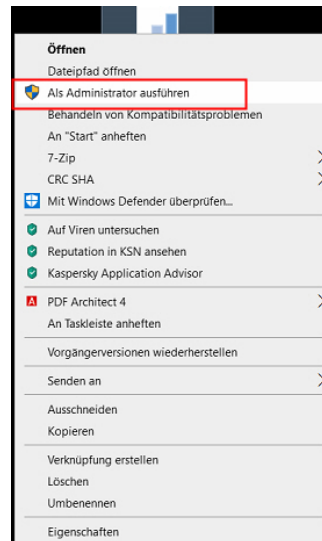 Öffnen
Dateipfad öffnen
Als Administrator ausführen
Behandeln von Kompatibilitätsproblemen
An "Start" anheften
7-Zip
CRC SHA
Mit Windows Defender überprüfen...
Auf Viren untersuchen
Reputation in KSN ansehen
Kaspersky Application Advisor
PDF Architect 4
An Taskleiste anheften
Vorgängerversionen wiederherstellen
Senden an
Ausschneiden
Kopieren
Verknüpfung erstellen
Löschen
Umbenennen
Eigenschaften